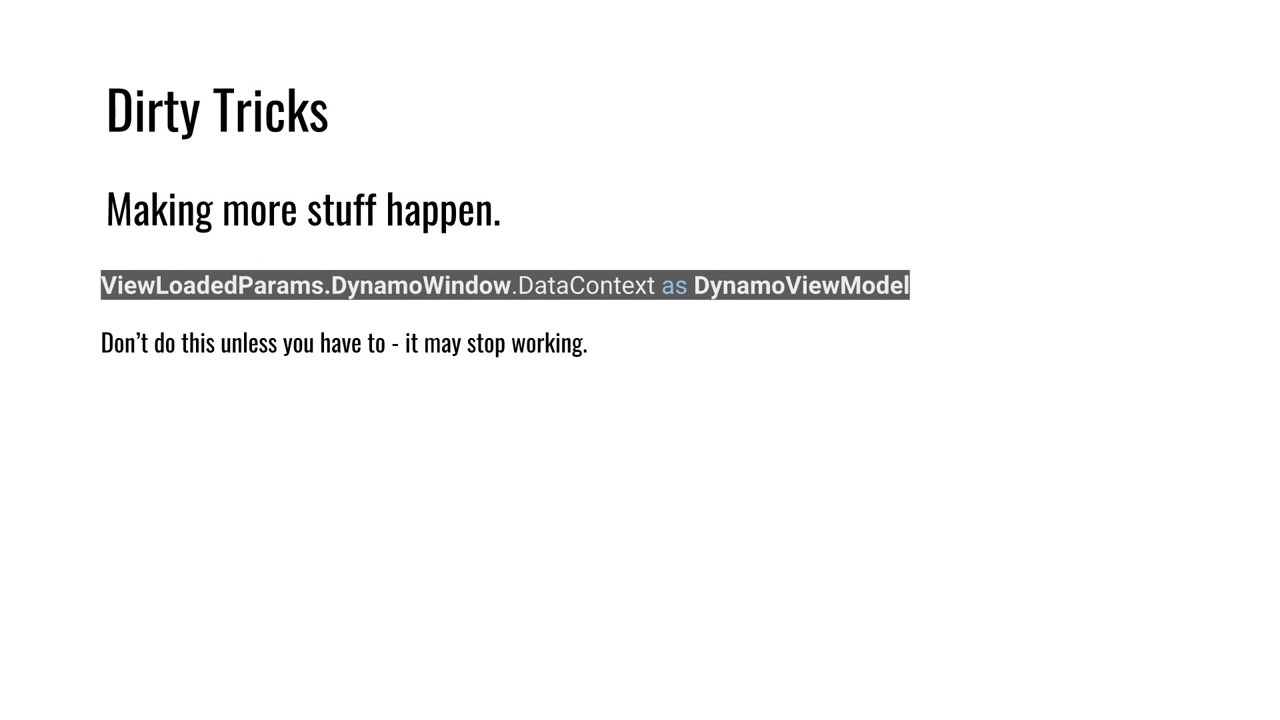 Dirty Tricks
Making more stuff happen.
ViewLoadedParams.DynamoWindow.DataContext as DynamoViewModel
Don’t do this unless you have to - it may stop working.